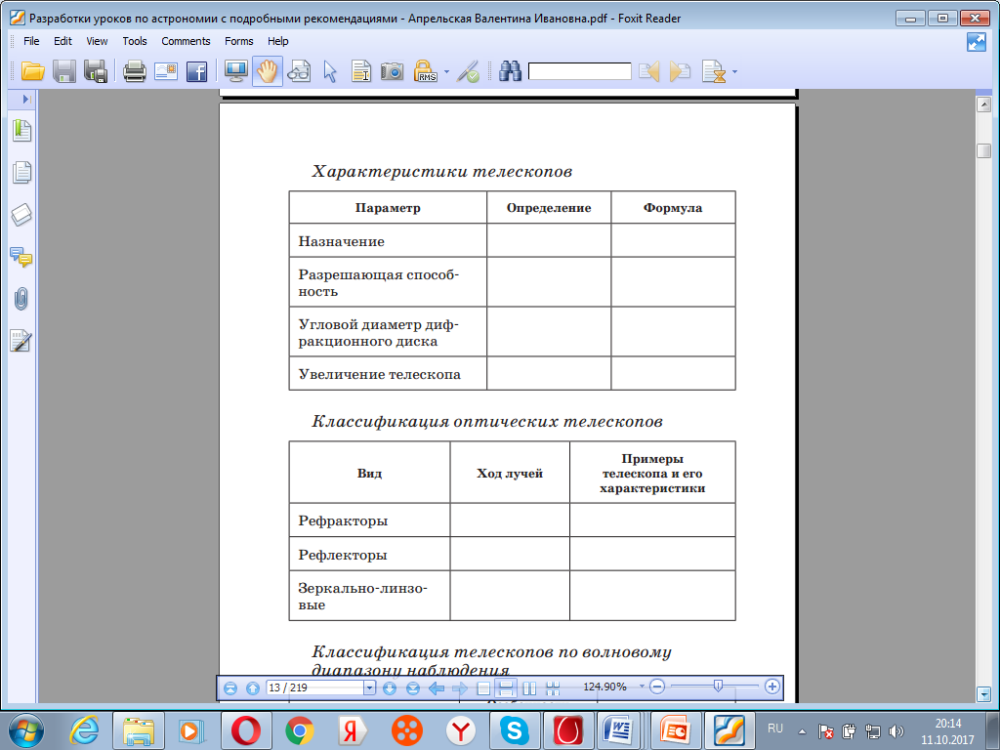 Разработки уроков по астрономии с подробными рекомендациями - Апрельская Валентина Ивановна.pdf - Foxit Reader
File Edit View Tools Comments Forms Help
RMS
Характеристики телескопов
Параметр Определение Формула
Назначение
Разрешающая способ-
ность
Угловой диаметр диф-
ракционного диска
Увеличение телескопа
Классификация оптических телескопов
Вид Ход лучей Примеры
телескопа и его
характеристики
Рефракторы
Рефлекторы
Зеркально-линзо-
вые
Классификация телескопов по волновому
диапазону наблюдения
13 / 219 124.90%
RU 20:14
11.10.2017